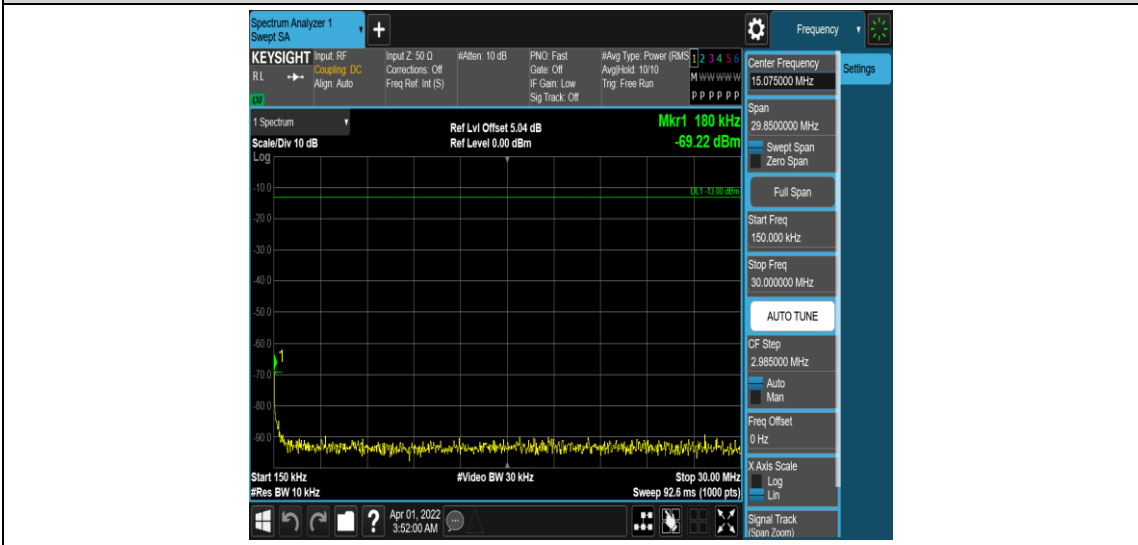 Spectrum Analyzer 1
Swept SA
Frequency
KEYSIGHT
RL
LXI
Input: RF
Coupling: DC
Align: Auto
Input Z: 50 Ω
Corrections: Off
Freq Ref: Int (S)
#Atten: 10 dB
PNO: Fast
Gate: Off
IF Gain: Low
Sig Track: Off
#Avg Type: Power (RMS
Avg|Hold: 10/10
Trig: Free Run
1 2 3 4 5 6
M W W W W W
P P P P P P
1 Spectrum
Scale/Div 10 dB
Log
Ref Lvl Offset 5.04 dB
Ref Level 0.00 dBm
Mkr1 180 kHz
-69.22 dBm
DL1 -13.00 dBm
-10.0
-20.0
-30.0
-40.0
-50.0
-60.0
1
-70.0
-80.0
-90.0
Start 150 kHz
#Res BW 10 kHz
#Video BW 30 kHz
Stop 30.00 MHz
Sweep 92.6 ms (1000 pts)
Apr 01, 2022
3:52:00 AM
Center Frequency
15.075000 MHz
Settings
Span
29.8500000 MHz
Swept Span
Zero Span
Full Span
Start Freq
150.000 kHz
Stop Freq
30.000000 MHz
AUTO TUNE
CF Step
2.985000 MHz
Auto
Man
Freq Offset
0 Hz
X Axis Scale
Log
Lin
Signal Track
(Span Zoom)